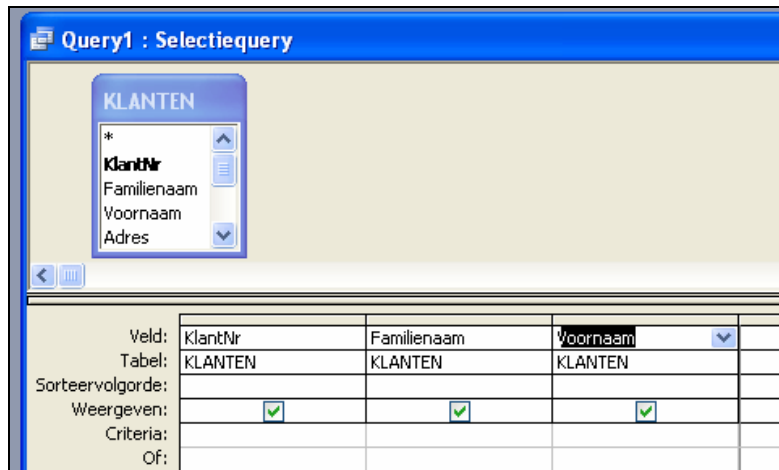 Query1 : Selectiequery
KLANTEN
*
KlantNr
Familienaam
Voornaam
Adres
Veld: KlantNr Familienaam Voornaam
Tabel: KLANTEN KLANTEN KLANTEN
Sorteervolgorde:
Weergeven:
Criteria:
Of: